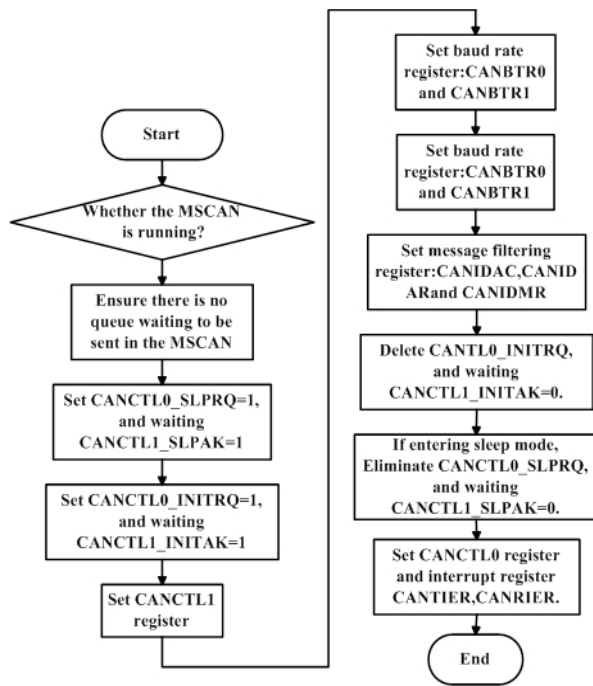 Start
Whether the MSCAN
is running?
Ensure there is no
queue waiting to be
sent in the MSCAN
Set CANCTL0_SLPRQ=1,
and waiting
CANCTL1_SLPAK=1
Set CANCTL0_INITRQ=1,
and waiting
CANCTL1_INITAK=1
Set CANCTL1
register
Set baud rate
register:CANBTR0
and CANBTR1
Set baud rate
register:CANBTR0
and CANBTR1
Set message filtering
register:CANIDAC,CANID
ARand CANIDMR
Delete CANTL0_INITRQ,
and waiting
CANCTL1_INITAK=0.
If entering sleep mode,
Eliminate CANCTL0_SLPRQ,
and waiting
CANCTL1_SLPAK=0.
Set CANCTL0 register
and interrupt register
CANTIER,CANRIER.
End